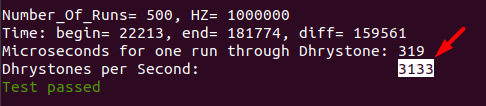 Number_Of_Runs= 500, HZ= 1000000
Time: begin= 22213, end= 181774, diff= 159561
Microseconds for one run through Dhrystone: 319
Dhrystones per Second:                      3133
Test passed